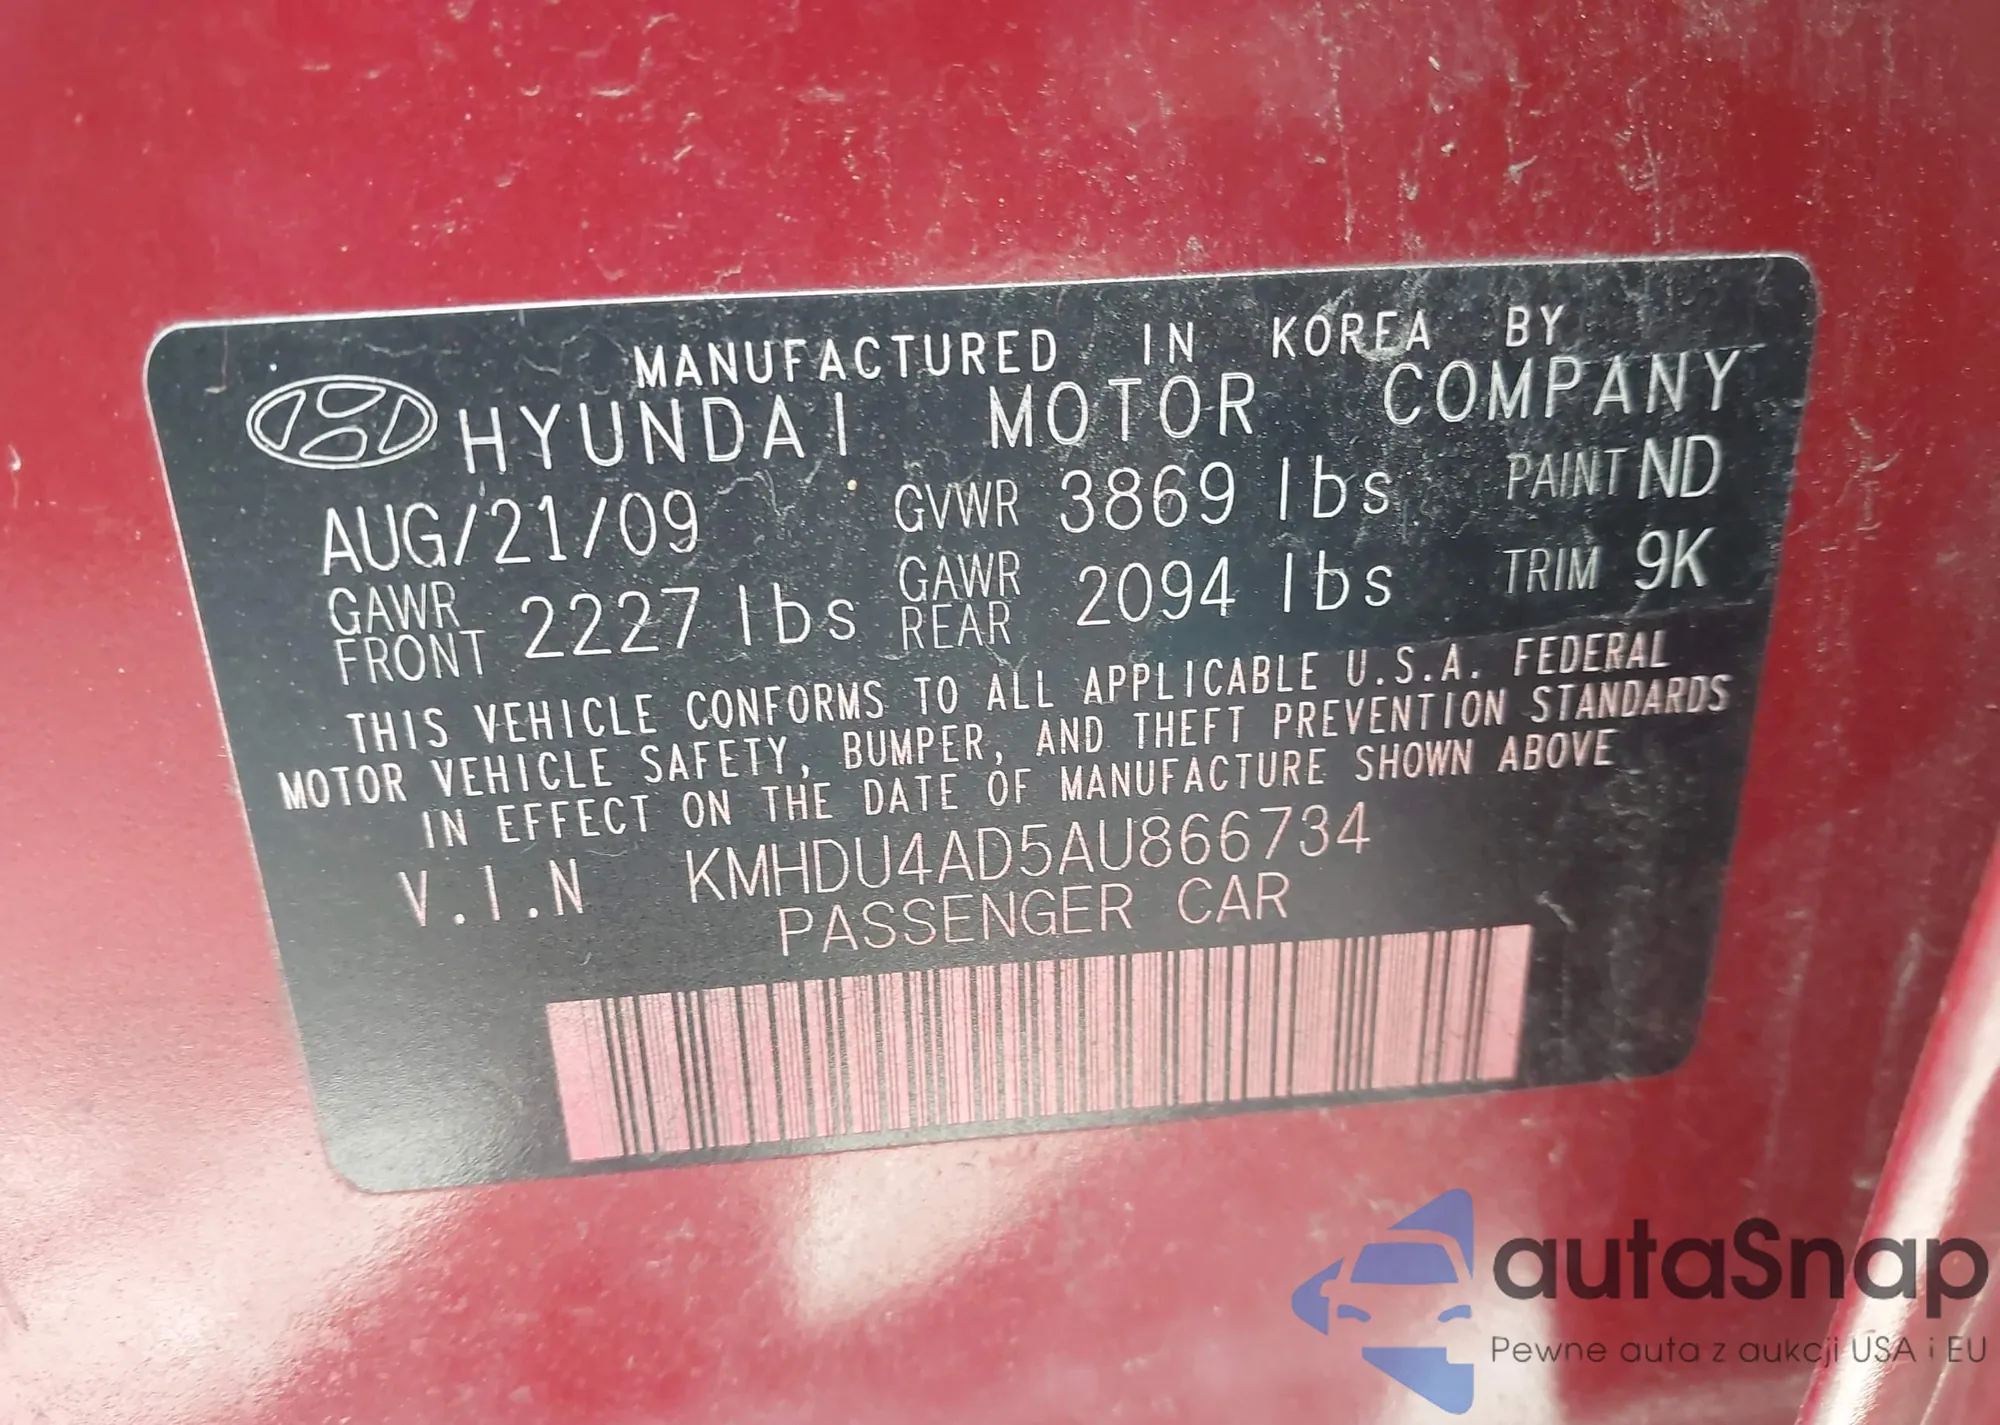 MANUFACTURED IN KOREA BY
HYUNDAI MOTOR COMPANY
AUG/21/09 GVWR 3869 lbs PAINT ND
GAWR FRONT 2227 lbs GAWR REAR 2094 lbs TRIM 9K
THIS VEHICLE CONFORMS TO ALL APPLICABLE U.S.A. FEDERAL
MOTOR VEHICLE SAFETY, BUMPER, AND THEFT PREVENTION STANDARDS
IN EFFECT ON THE DATE OF MANUFACTURE SHOWN ABOVE
V.I.N KMHDU4AD5AU866734
PASSENGER CAR
autaSnap
Pewne auta z aukcji USA i EU